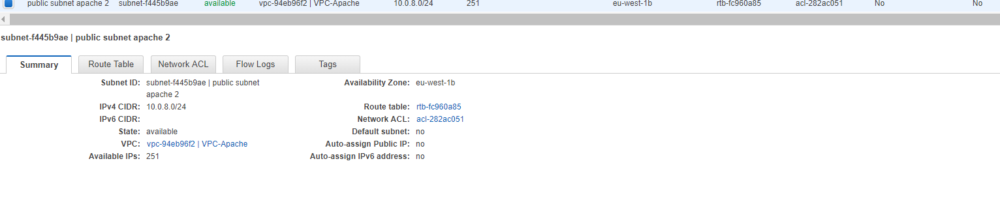 public subnet apache 2 subnet-f445b9ae available vpc-94eb96f2 | VPC-Apache 10.0.8.0/24 251 eu-west-1b rtb-fc960a85 acl-282ac051 No No
subnet-f445b9ae | public subnet apache 2
Summary Route Table Network ACL Flow Logs Tags
Subnet ID: subnet-f445b9ae | public subnet apache 2
Availability Zone: eu-west-1b
IPv4 CIDR: 10.0.8.0/24
Route table: rtb-fc960a85
IPv6 CIDR:
Network ACL: acl-282ac051
State: available
Default subnet: no
VPC: vpc-94eb96f2 | VPC-Apache
Auto-assign Public IP: no
Available IPs: 251
Auto-assign IPv6 address: no